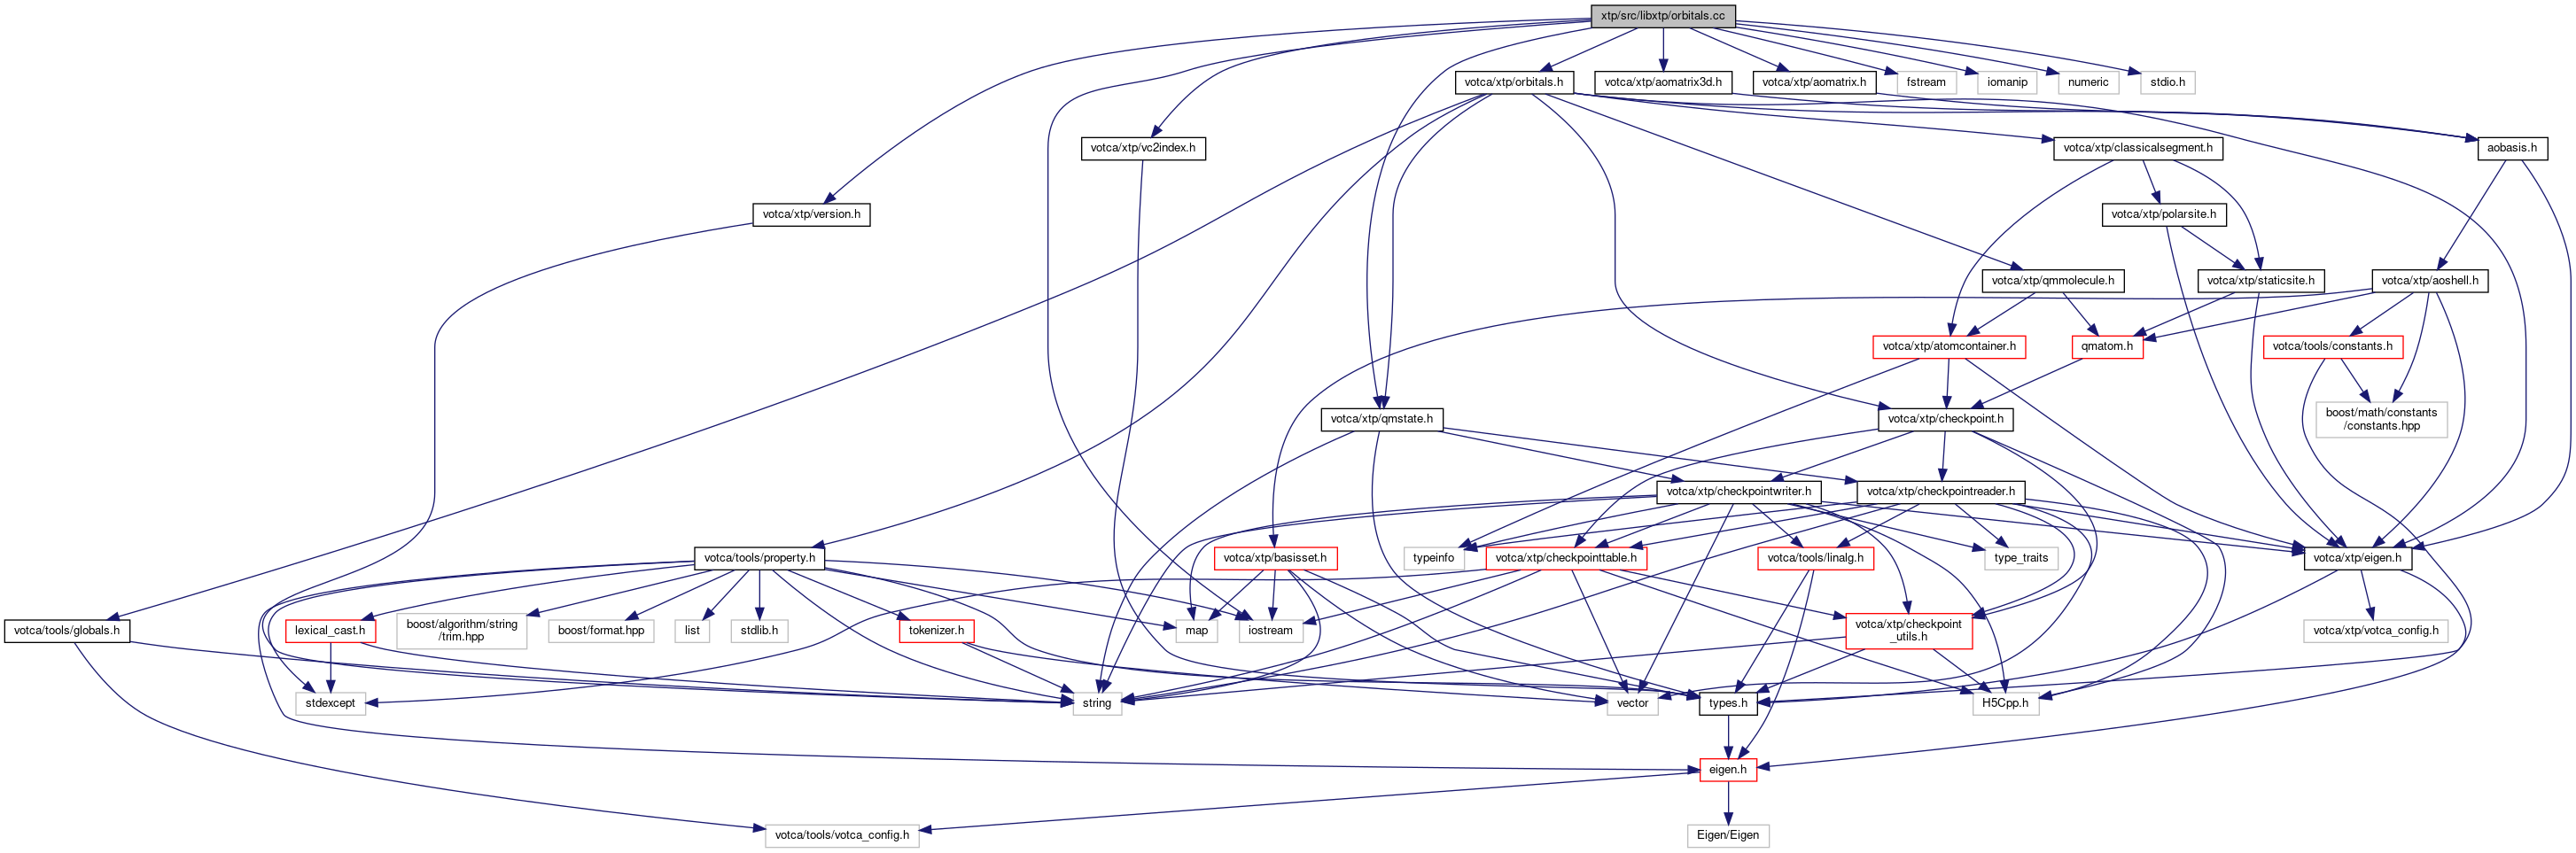 xtp/src/libxtp/orbitals.cc
votca/xtp/orbitals.h
votca/xtp/aomatrix3d.h
votca/xtp/aomatrix.h
fstream
iomanip
numeric
stdio.h
votca/xtp/vc2index.h
votca/xtp/classicalsegment.h
aobasis.h
votca/xtp/version.h
votca/xtp/polarsite.h
votca/xtp/qmmolecule.h
votca/xtp/staticsite.h
votca/xtp/aoshell.h
votca/xtp/atomcontainer.h
qmatom.h
votca/tools/constants.h
votca/xtp/qmstate.h
votca/xtp/checkpoint.h
boost/math/constants
/constants.hpp
votca/xtp/checkpointwriter.h
votca/xtp/checkpointreader.h
votca/tools/property.h
votca/xtp/basisset.h
typeinfo
votca/xtp/checkpointtable.h
votca/tools/linalg.h
type_traits
votca/xtp/eigen.h
votca/tools/globals.h
lexical_cast.h
boost/algorithm/string
/trim.hpp
boost/format.hpp
list
stdlib.h
tokenizer.h
map
iostream
votca/xtp/checkpoint
_utils.h
votca/xtp/votca_config.h
stdexcept
string
vector
types.h
H5Cpp.h
eigen.h
votca/tools/votca_config.h
Eigen/Eigen